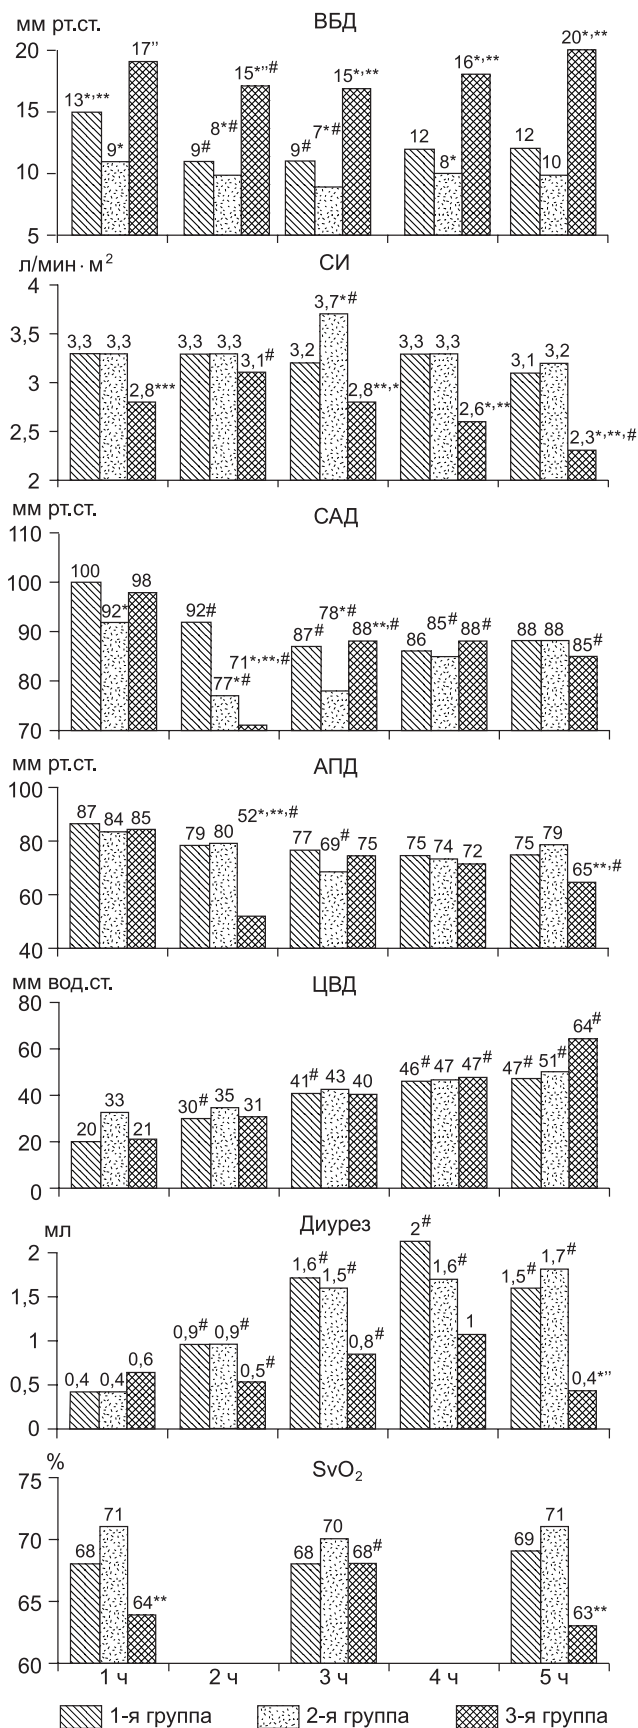 мм рт.ст. ВБД
20 17’’ 20*,**
15*’’# 15*,** 16*,**
15 13*,**
9* 9# 8*# 9# 7*# 12 8* 12 10
10
5
л/мин · м² СИ
4
3,7*#
3,5 3,3 3,3 3,3 3,3 3,1# 3,2 3,3 3,3 3,1 3,2
3 2,8*** 2,8**,* 2,6*,**
2,5 2,3*,**,#
2
мм рт.ст. САД
110
100 100 92* 98 92#
90 87# 78*# 88**,# 86 85# 88# 88 88 85#
80 77*# 71*,**,#
70
мм рт.ст. АПД
100
87 84 85 79 80 52*,**,# 77 69# 75 75 74 72 75 79 65**,#
80
60
40
мм вод.ст. ЦВД
80
60 64#
40 33 30# 35 31 41# 43 40 46# 47 47# 47# 51#
20 20 21
0
мл Диурез
2 2#
1,5 1,6# 1,5# 1,6# 1,5# 1,7#
1 0,9# 0,9# 0,8# 1
0,5 0,4 0,4 0,6 0,5# 0,4*’’
0
% SvO₂
75
70 68 71 68 70 68# 69 71
65 64** 63**
60
1 ч 2 ч 3 ч 4 ч 5 ч
1-я группа 2-я группа 3-я группа